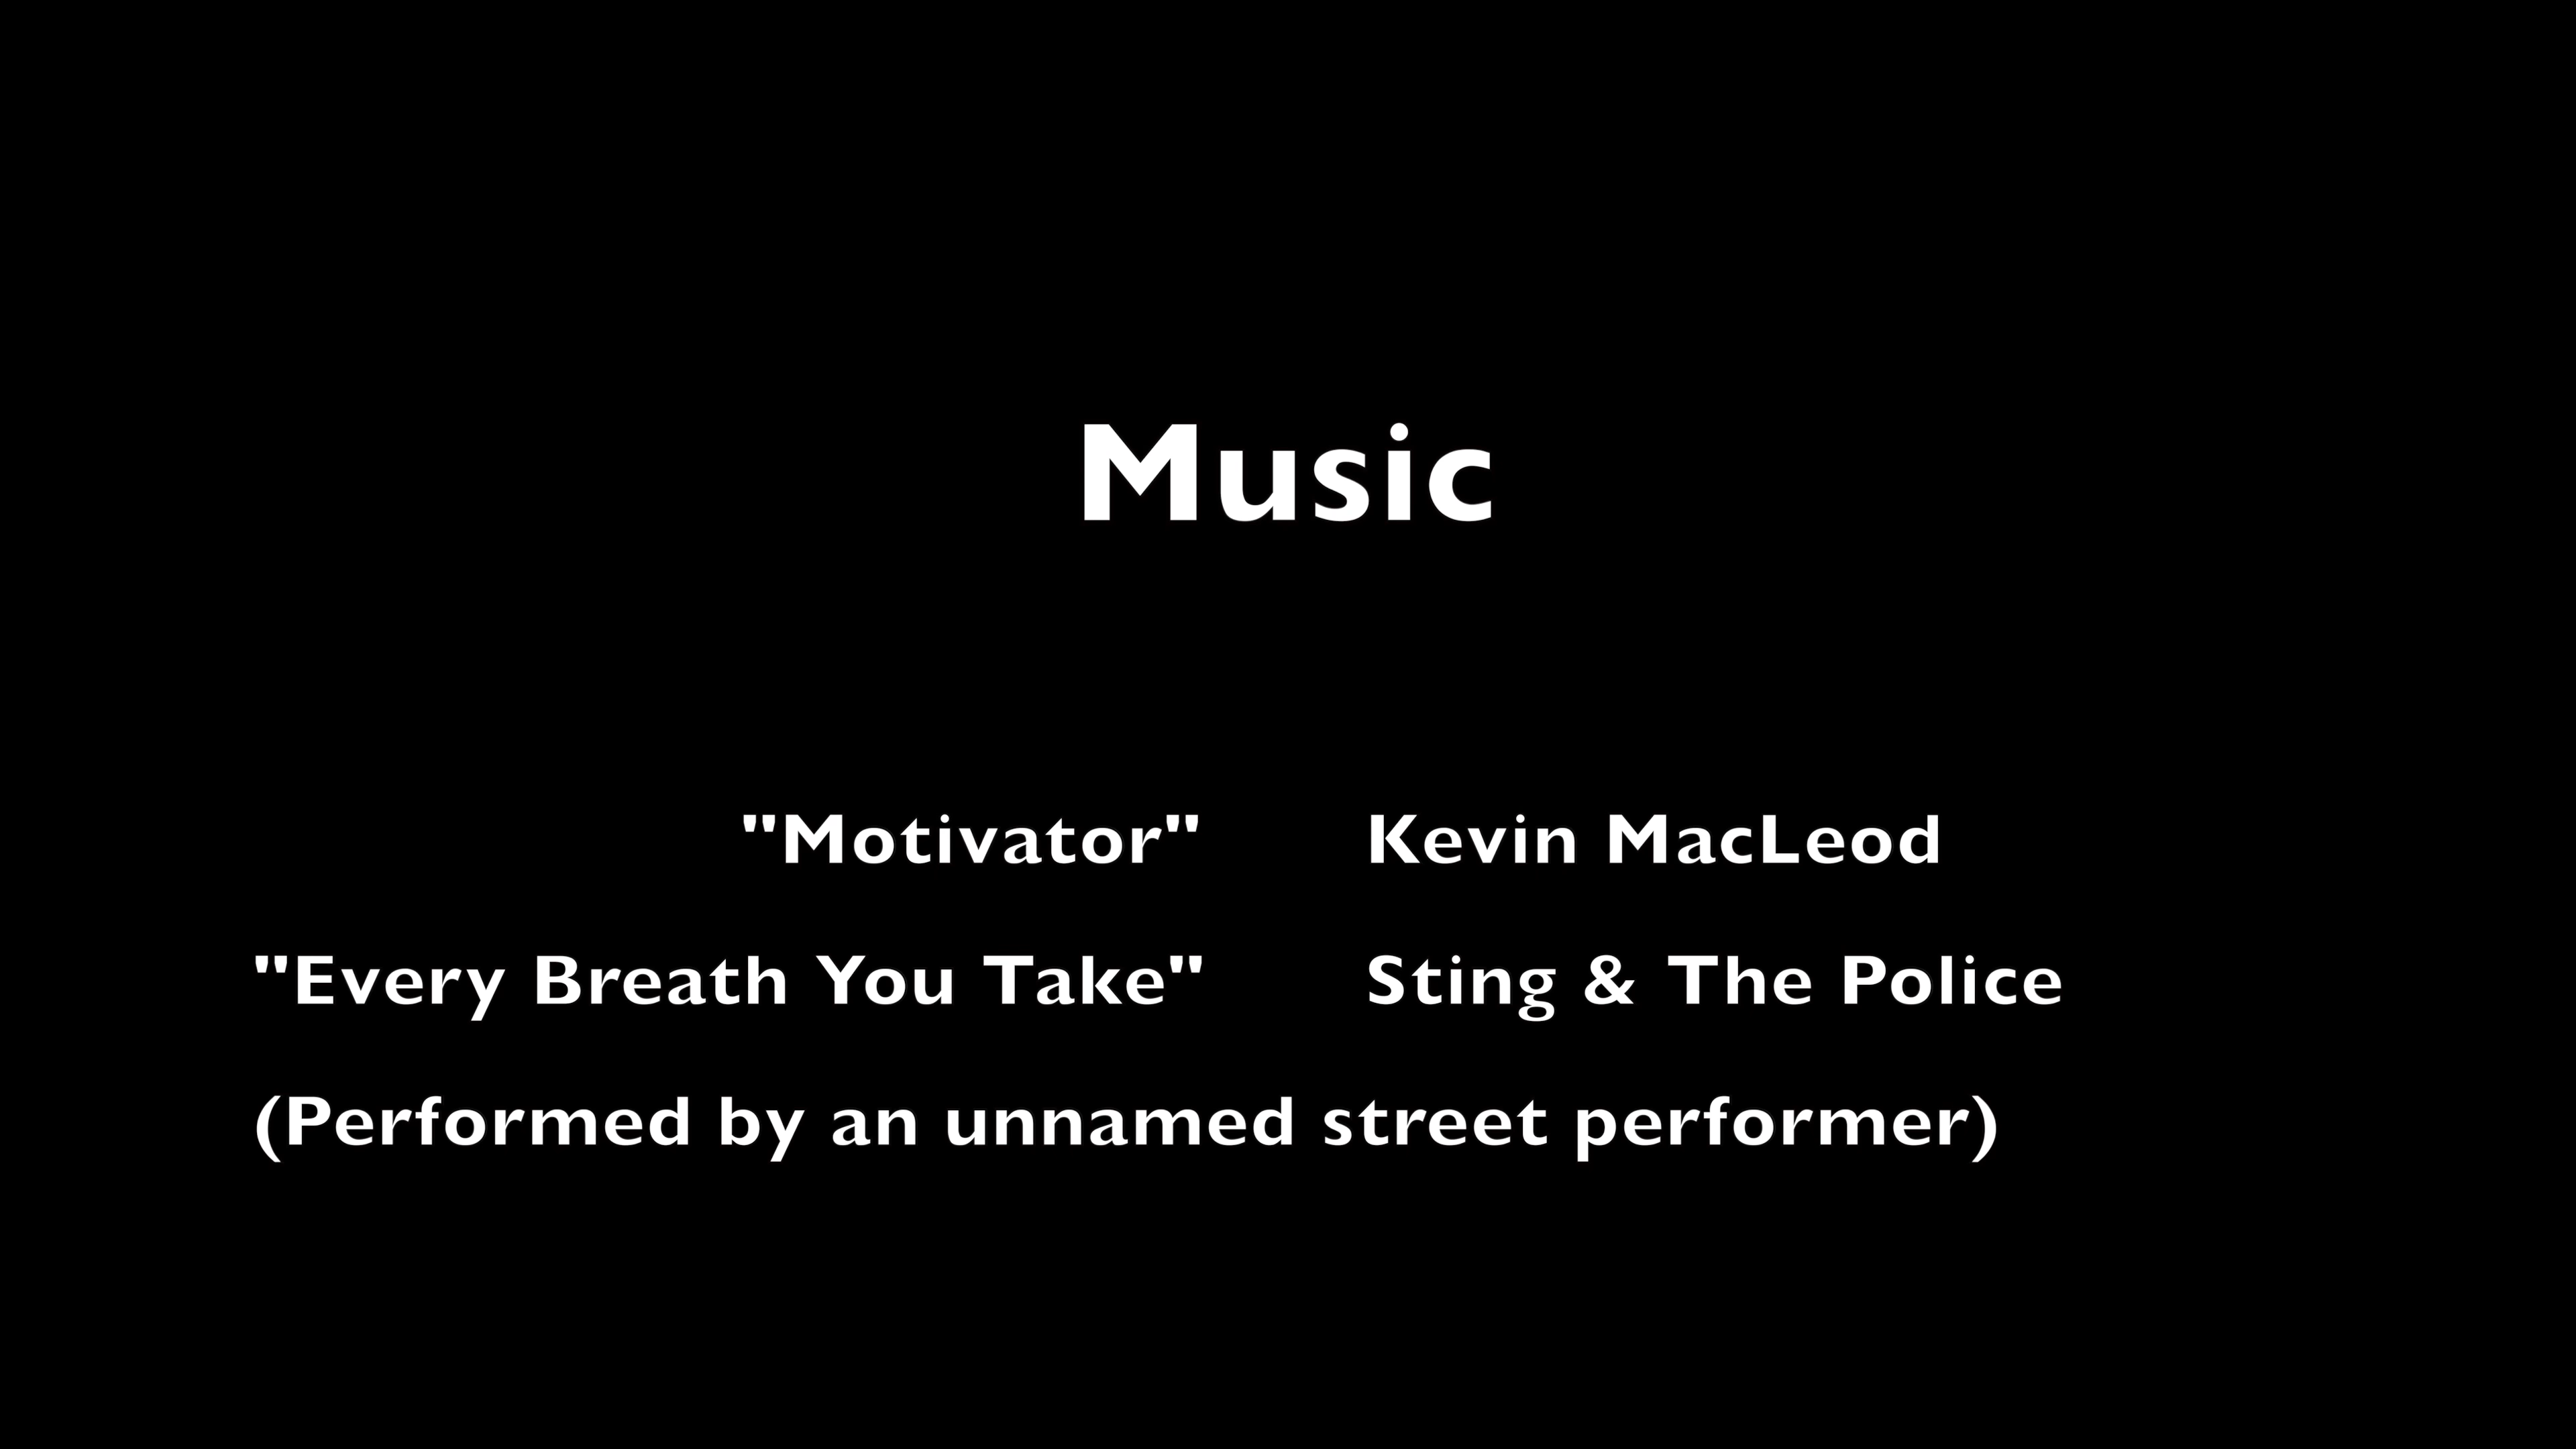 Music
"Motivator" Kevin MacLeod
"Every Breath You Take" Sting & The Police
(Performed by an unnamed street performer)